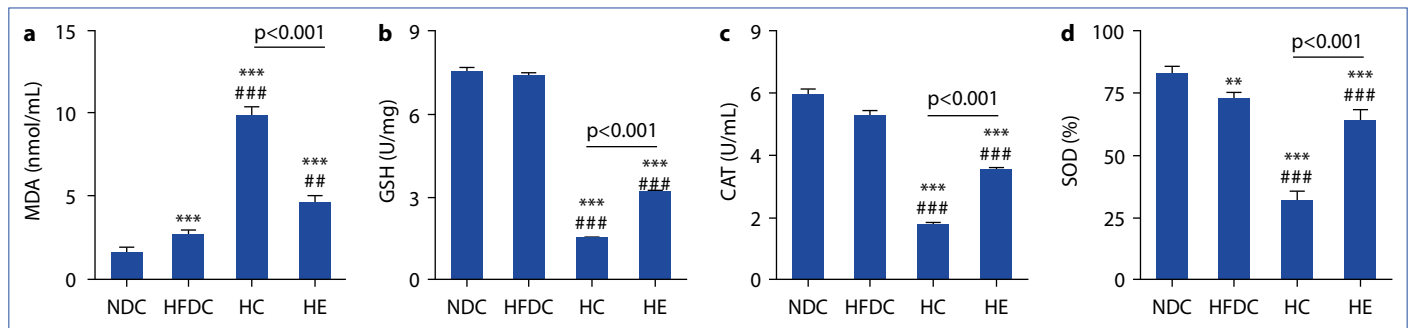 a
MDA (nmol/mL)
15
10
5
0
p<0.001
***
***
###
***
##
NDC HFDC HC HE
b
GSH (U/mg)
9
6
3
0
p<0.001
***
###
***
###
NDC HFDC HC HE
c
CAT (U/mL)
9
6
4
2
0
p<0.001
***
###
***
###
NDC HFDC HC HE
d
SOD (%)
100
75
50
25
0
p<0.001
**
***
###
***
###
NDC HFDC HC HE